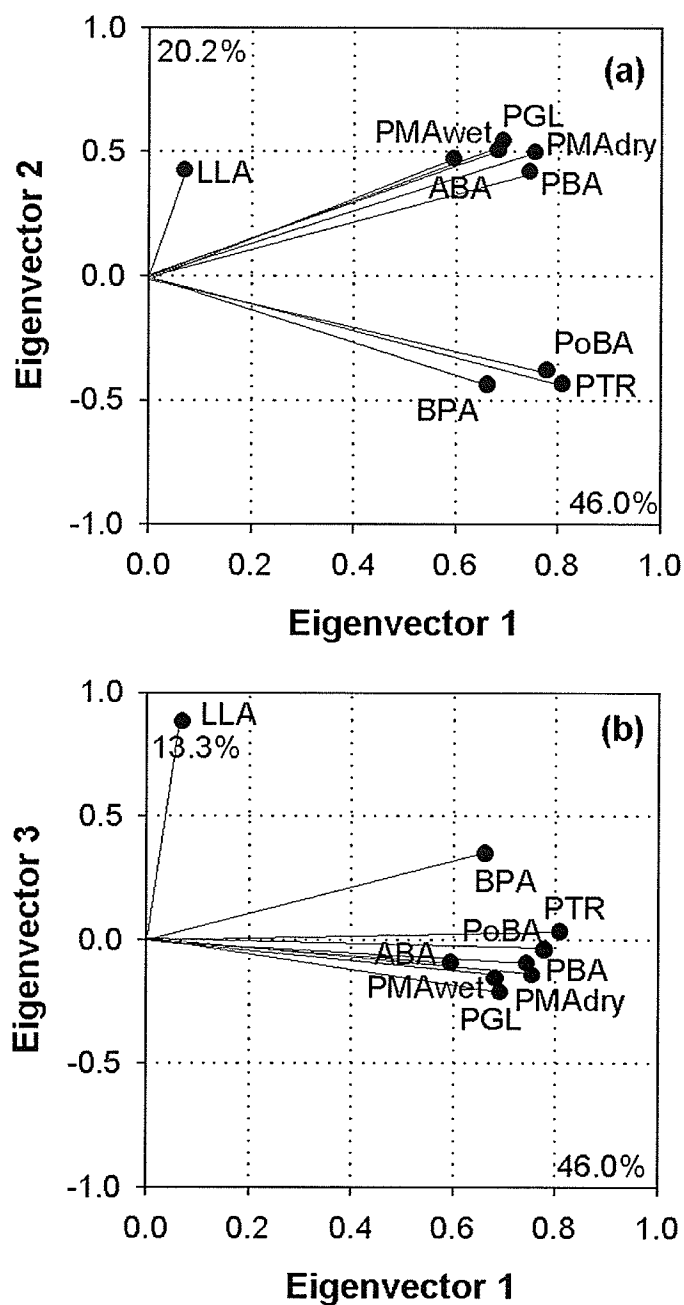 1.0
20.2%
(a)
PGL
PMAwet
PMAdry
0.5
LLA
ABA
PBA
Eigenvector 2
0.0
PoBA
PTR
-0.5
BPA
46.0%
-1.0
0.0 0.2 0.4 0.6 0.8 1.0
Eigenvector 1
1.0
LLA
(b)
13.3%
0.5
BPA
PTR
Eigenvector 3
PoBA
0.0
ABA
PBA
PMAwet
PMAdry
PGL
-0.5
46.0%
-1.0
0.0 0.2 0.4 0.6 0.8 1.0
Eigenvector 1